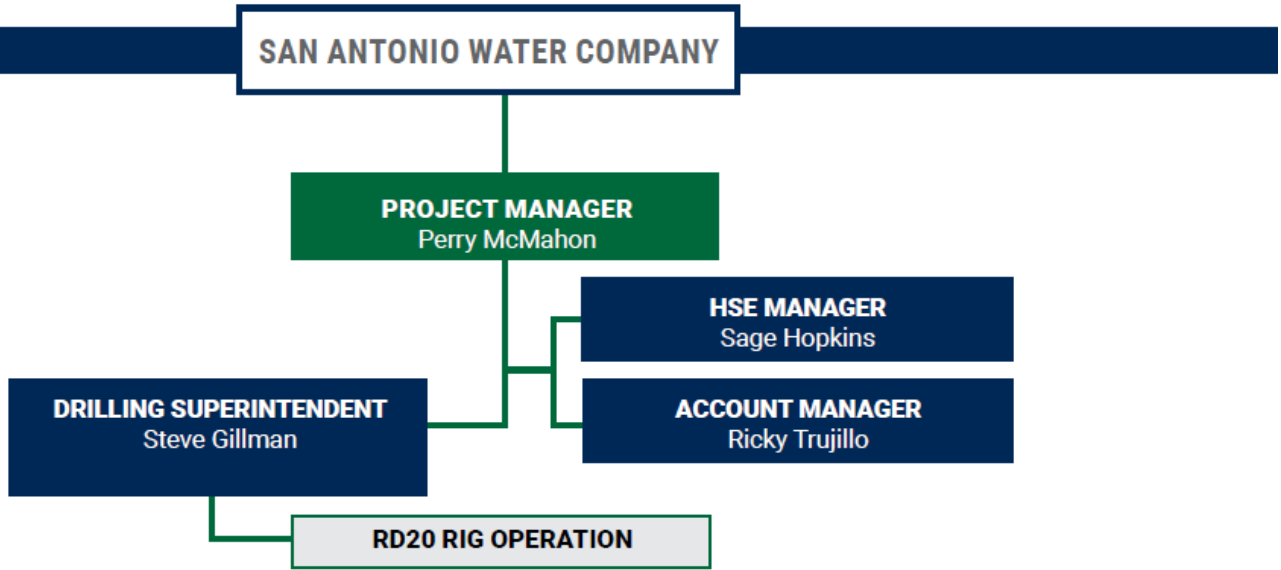 SAN ANTONIO WATER COMPANY
PROJECT MANAGER
Perry McMahon
HSE MANAGER
Sage Hopkins
DRILLING SUPERINTENDENT
Steve Gillman
ACCOUNT MANAGER
Ricky Trujillo
RD20 RIG OPERATION